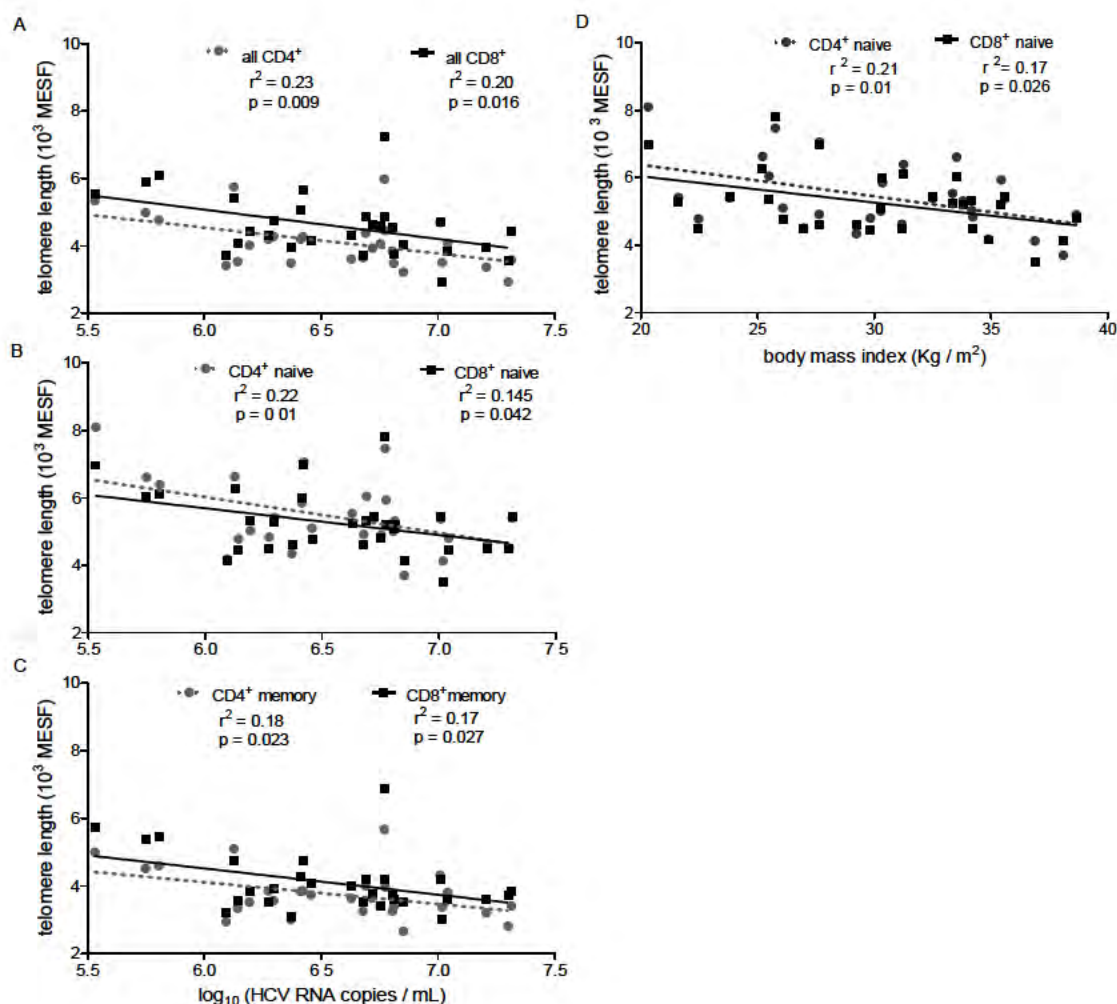 A
all CD4+ all CD8+
r2 = 0.23 r2 = 0.20
p = 0.009 p = 0.016
telomere length (103 MESF)
10
8
6
4
2
5.5 6.0 6.5 7.0 7.5
B
CD4+ naive CD8+ naive
r2 = 0.22 r2 = 0.145
p = 0 01 p = 0.042
telomere length (103 MESF)
10
8
6
4
2
5.5 6.0 6.5 7.0 7 5
C
CD4+ memory CD8+memory
r2 = 0.18 r2 = 0.17
p = 0.023 p = 0.027
telomere length (103 MESF)
10
8
6
4
2
5.5 6.0 6 5 7.0 7.5
log10 (HCV RNA copies / mL)
D
CD4+ naive CD8+ naive
r 2 = 0.21 r 2= 0.17
p = 0.01 p = 0.026
telomere length (10 3 MESF)
10
8
6
4
2
20 25 30 35 40
body mass index (Kg / m2)